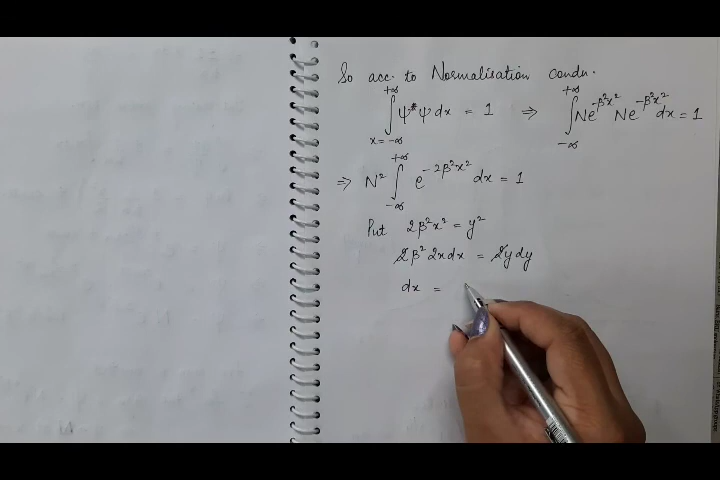 So acc. to Normalisation condn.
+∞ ∫ x=-∞ ψ*ψ dx = 1 ⇒ +∞ ∫ -∞ Ne^{-β²x²} Ne^{-β²x²} dx = 1
⇒ N² +∞ ∫ -∞ e^{-2β²x²} dx = 1
Put 2β²x² = y²
2β² 2x dx = 2y dy
dx =